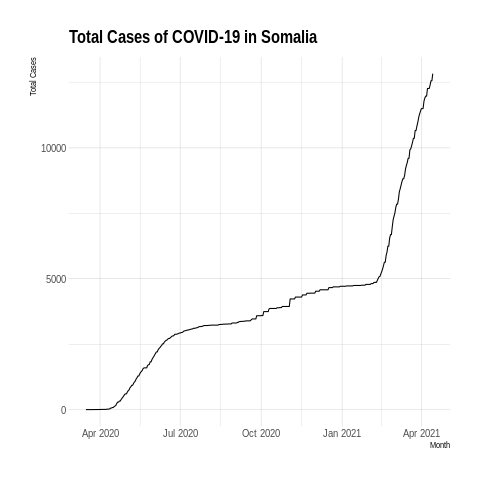 Total Cases of COVID-19 in Somalia
Total Cases
10000
5000
0
Apr 2020 Jul 2020 Oct 2020 Jan 2021 Apr 2021
Month